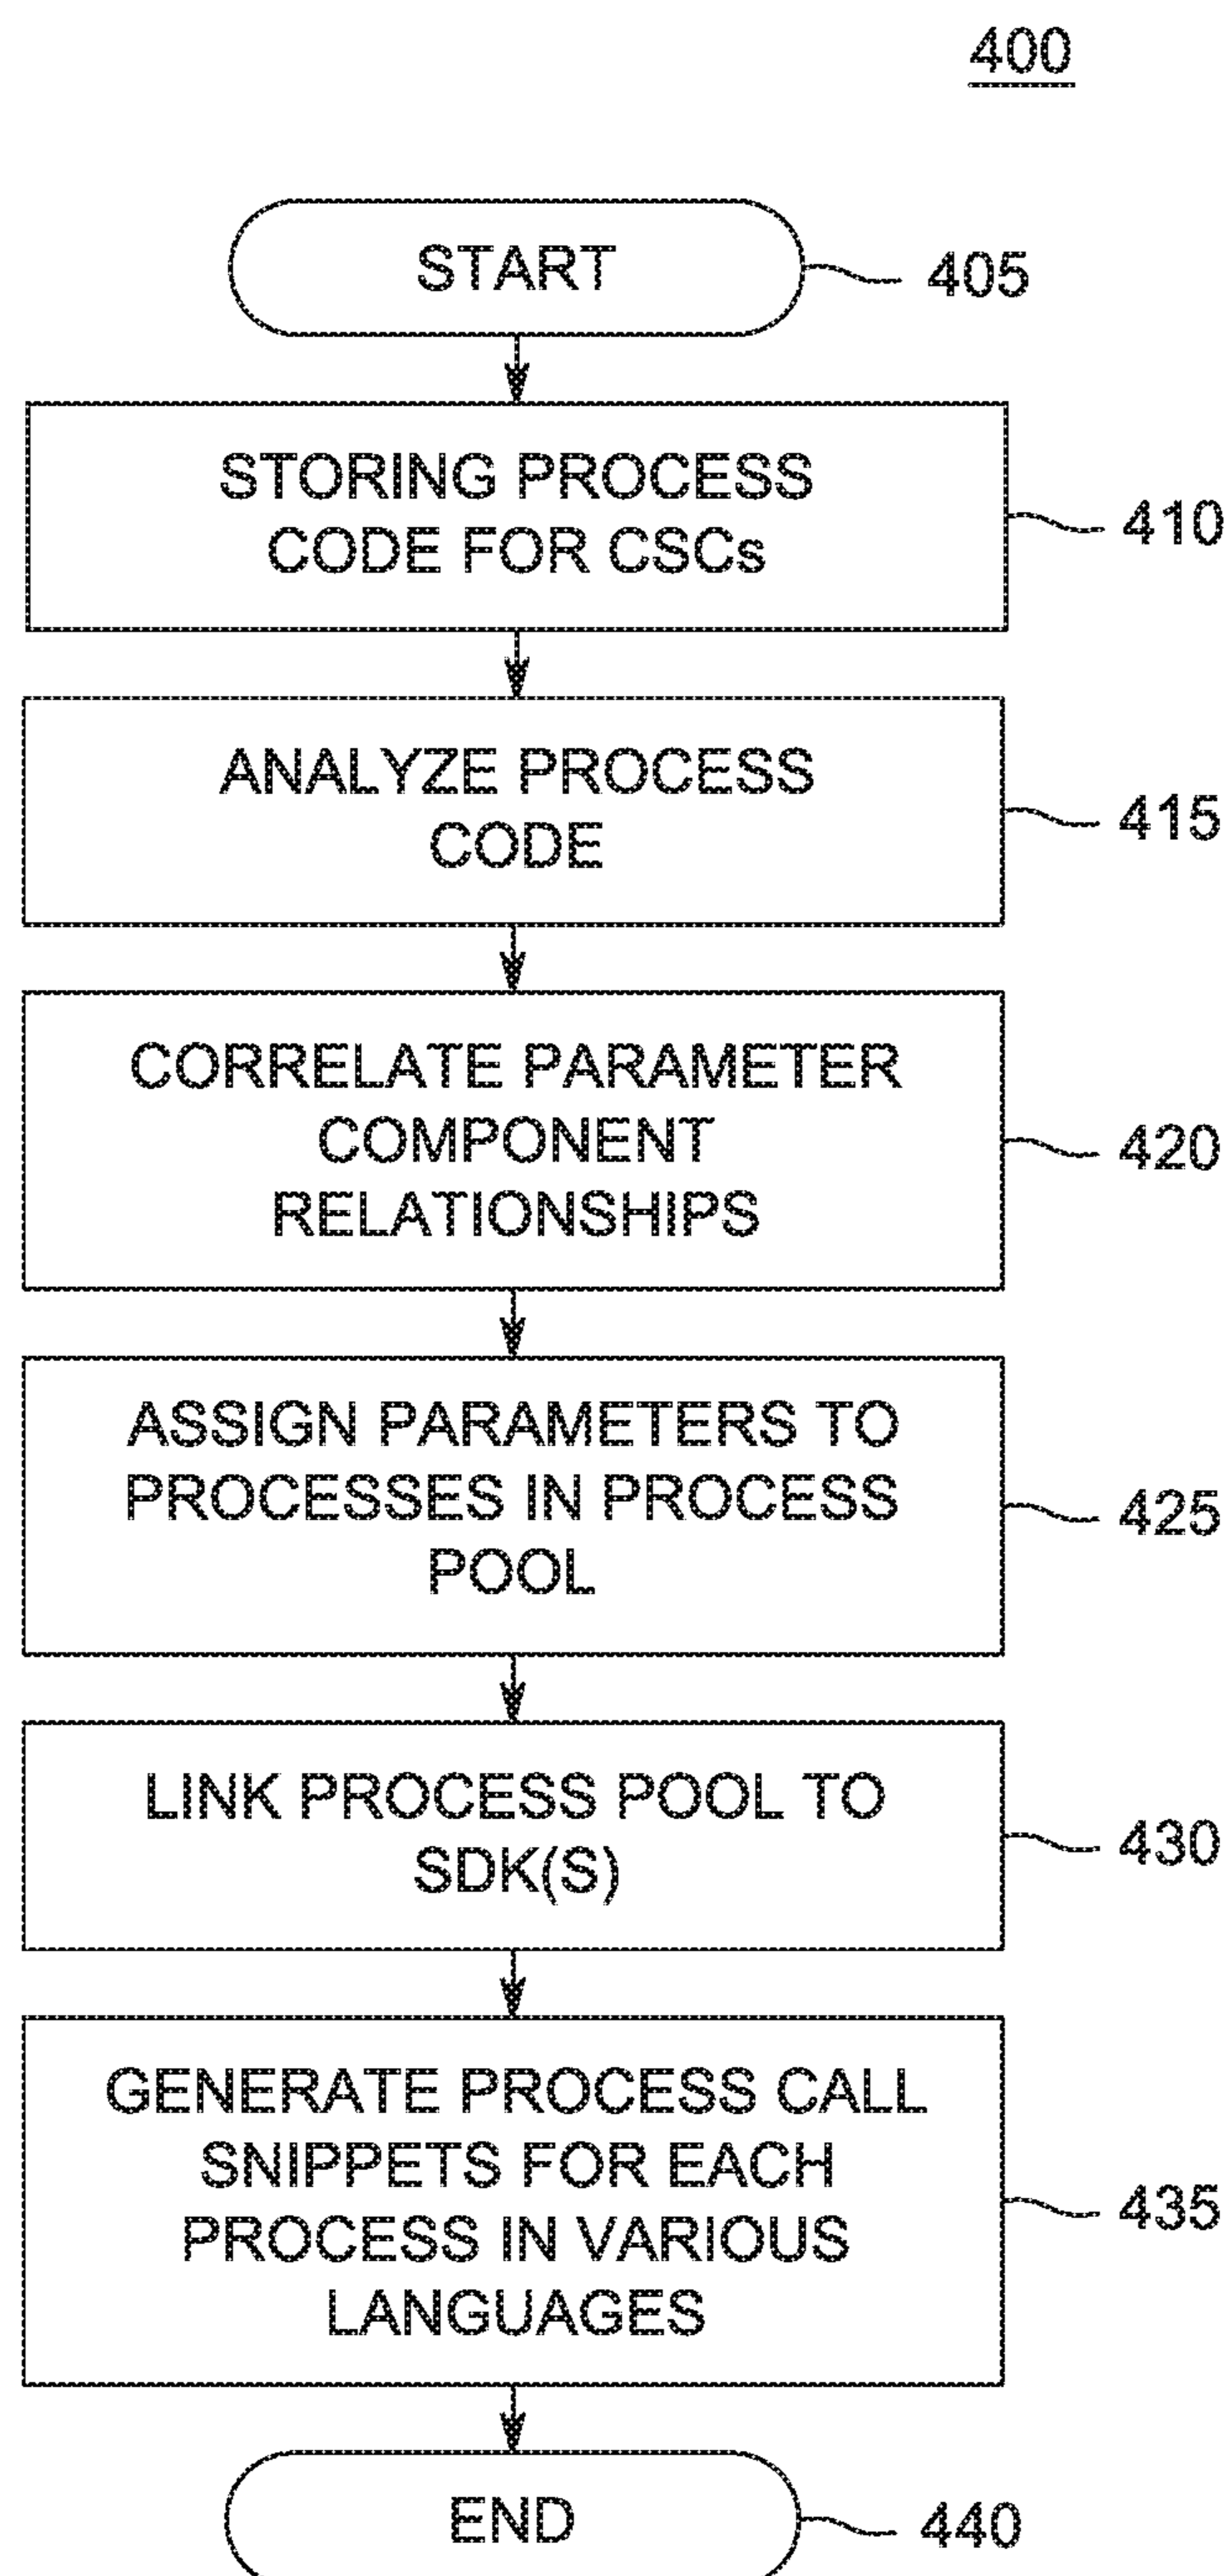 400
START
405
STORING PROCESS
CODE FOR CSCs
410
ANALYZE PROCESS
CODE
415
CORRELATE PARAMETER
COMPONENT
RELATIONSHIPS
420
ASSIGN PARAMETERS TO
PROCESSES IN PROCESS
POOL
425
LINK PROCESS POOL TO
SDK(S)
430
GENERATE PROCESS CALL
SNIPPETS FOR EACH
PROCESS IN VARIOUS
LANGUAGES
435
END
440